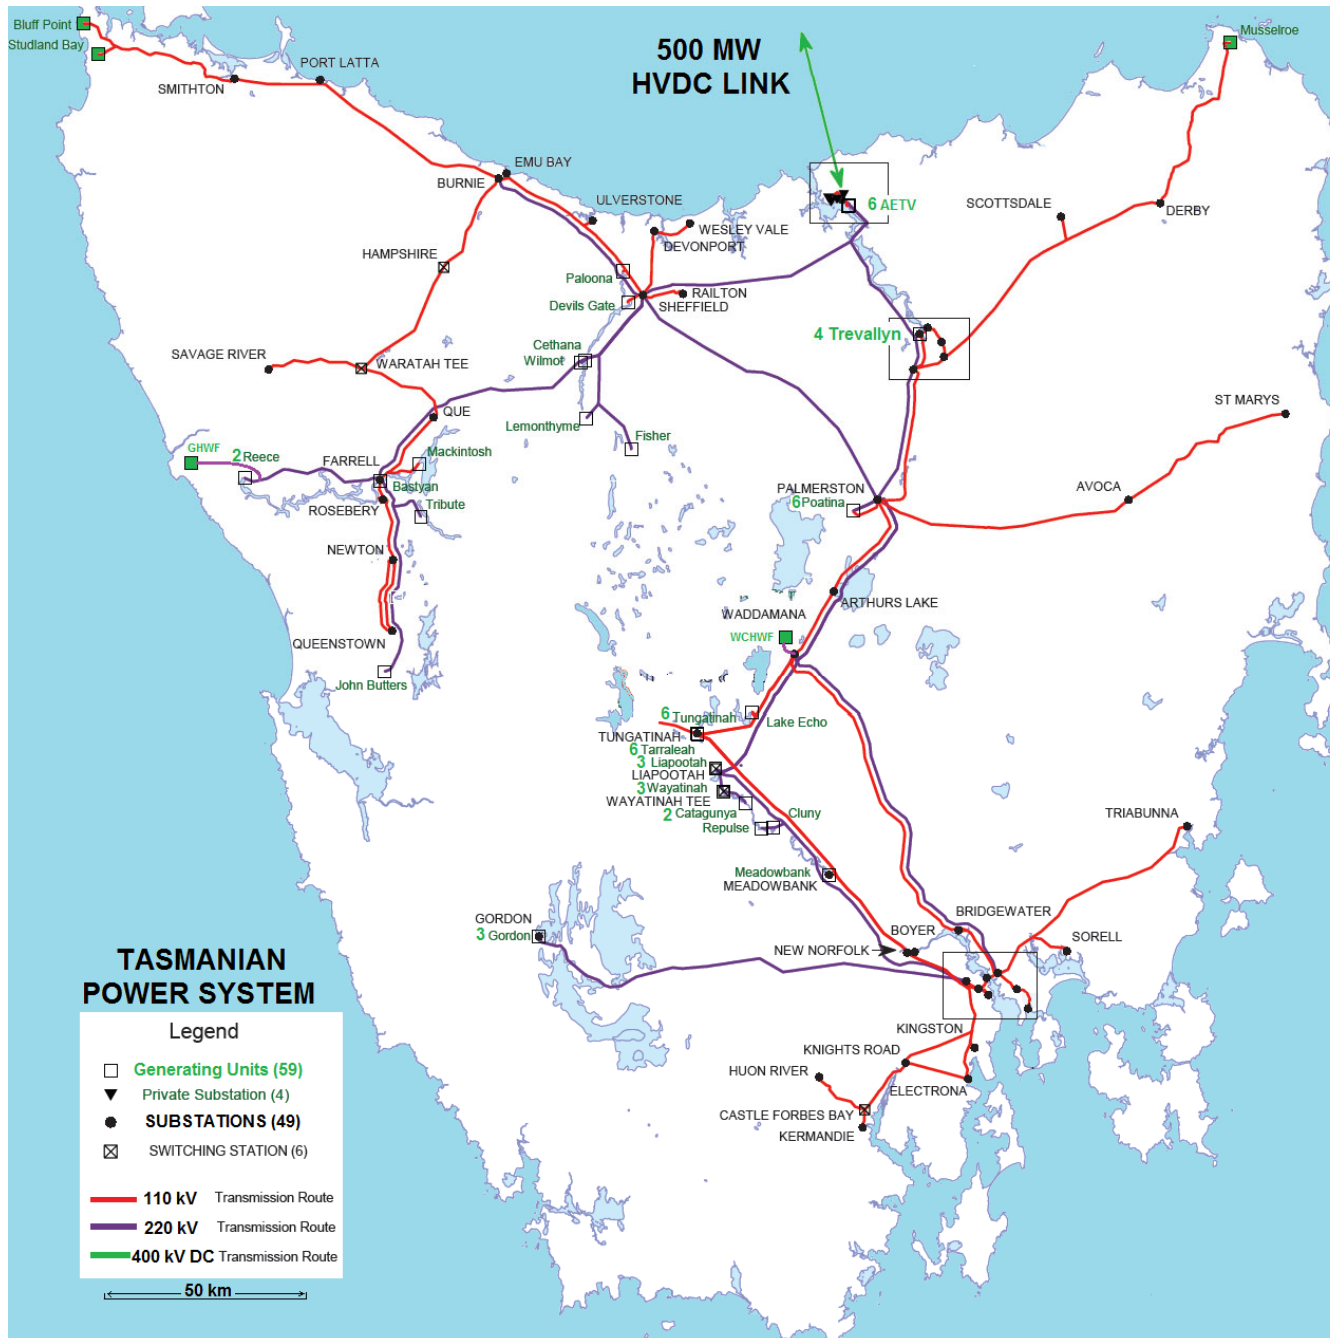 Bluff Point
Studland Bay
SMITHTON
PORT LATTA
500 MW
HVDC LINK
Musselroe
EMU BAY
BURNIE
ULVERSTONE
6 AETV
SCOTTSDALE
DERBY
WESLEY VALE
DEVONPORT
HAMPSHIRE
Paloona
RAILTON
Devils Gate
SHEFFIELD
4 Trevallyn
Cethana
Wilmot
SAVAGE RIVER
WARATAH TEE
ST MARYS
QUE
Lemonthyme
Fisher
GHWF
2 Reece
FARRELL
Mackintosh
Bastyan
PALMERSTON
AVOCA
6 Poatina
ROSEBERY
Tribute
NEWTON
ARTHURS LAKE
WADDAMANA
WCHWF
QUEENSTOWN
John Butters
6 Tungatinah
Lake Echo
TUNGATINAH
6 Tarraleah
3 Liapootah
LIAPOOTAH
3 Wayatinah
WAYATINAH TEE
2 Catagunya
Cluny
Repulse
TRIABUNNA
Meadowbank
MEADOWBANK
GORDON
3 Gordon
BRIDGEWATER
BOYER
SORELL
NEW NORFOLK
TASMANIAN
POWER SYSTEM
Legend
Generating Units (59)
Private Substation (4)
SUBSTATIONS (49)
SWITCHING STATION (6)
110 kV Transmission Route
220 kV Transmission Route
400 kV DC Transmission Route
50 km
KINGSTON
KNIGHTS ROAD
HUON RIVER
ELECTRONA
CASTLE FORBES BAY
KERMANDIE